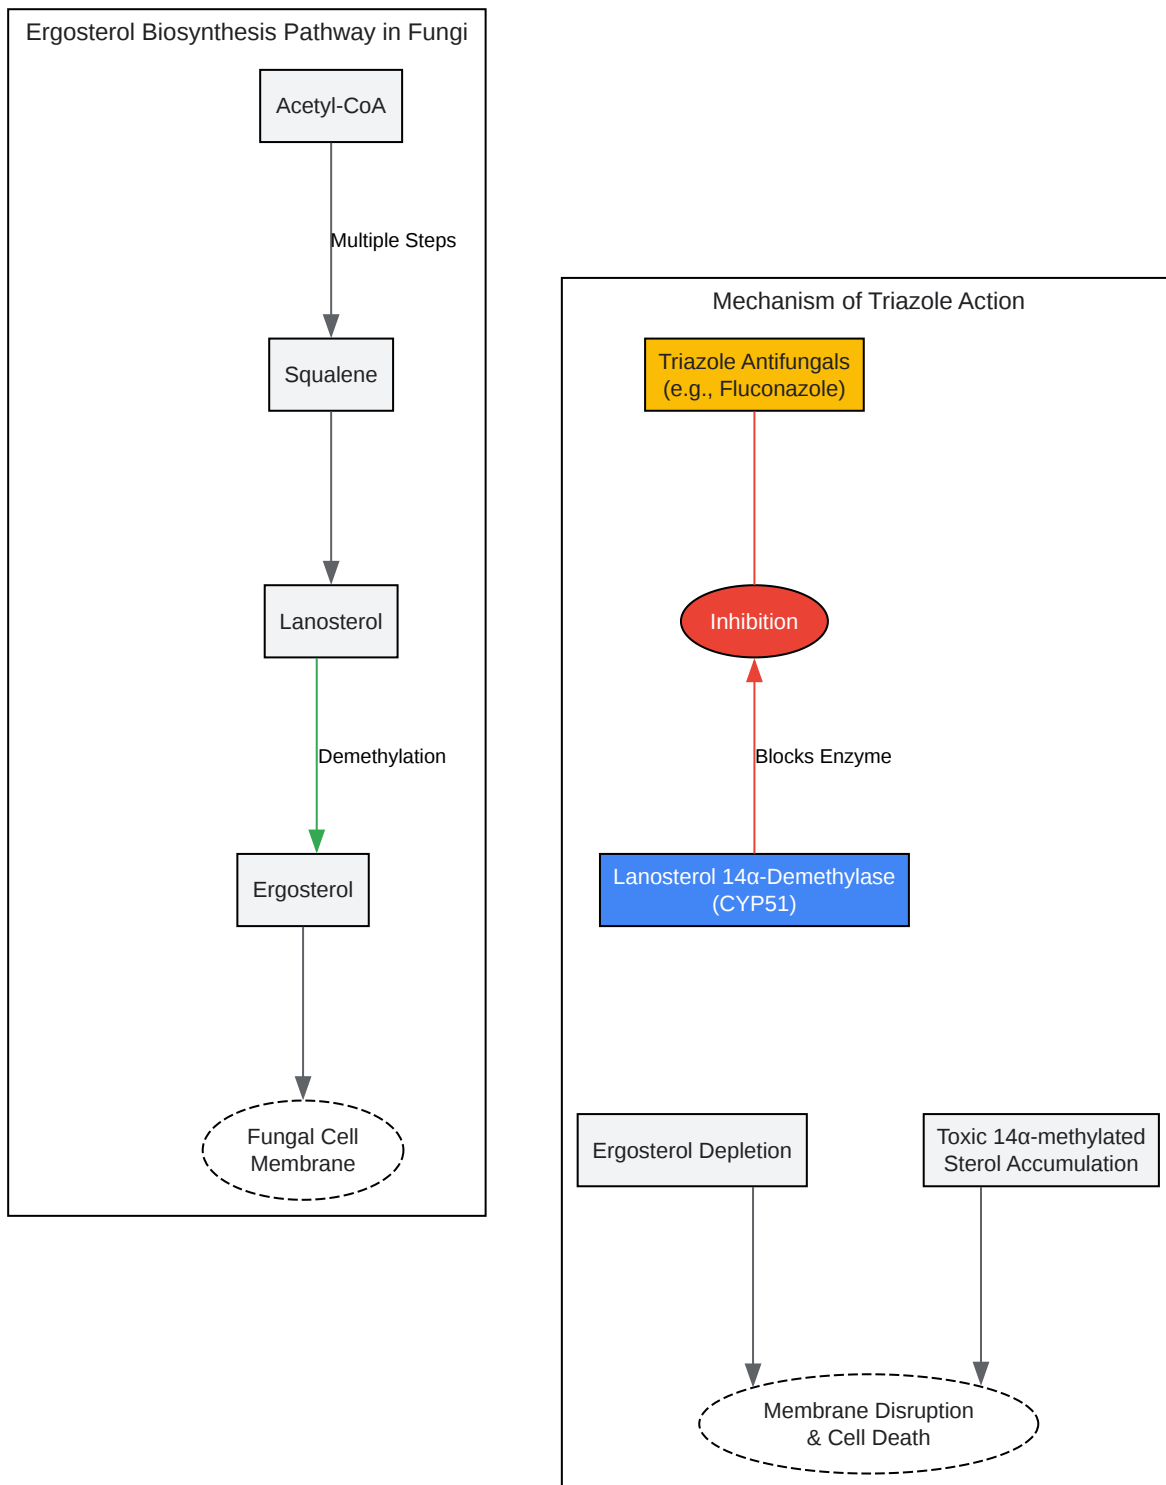 Ergosterol Biosynthesis Pathway in Fungi
Acetyl-CoA
Multiple Steps
Squalene
Lanosterol
Demethylation
Ergosterol
Fungal Cell
Membrane
Mechanism of Triazole Action
Triazole Antifungals
(e.g., Fluconazole)
Inhibition
Blocks Enzyme
Lanosterol 14α-Demethylase
(CYP51)
Ergosterol Depletion
Toxic 14α-methylated
Sterol Accumulation
Membrane Disruption
& Cell Death